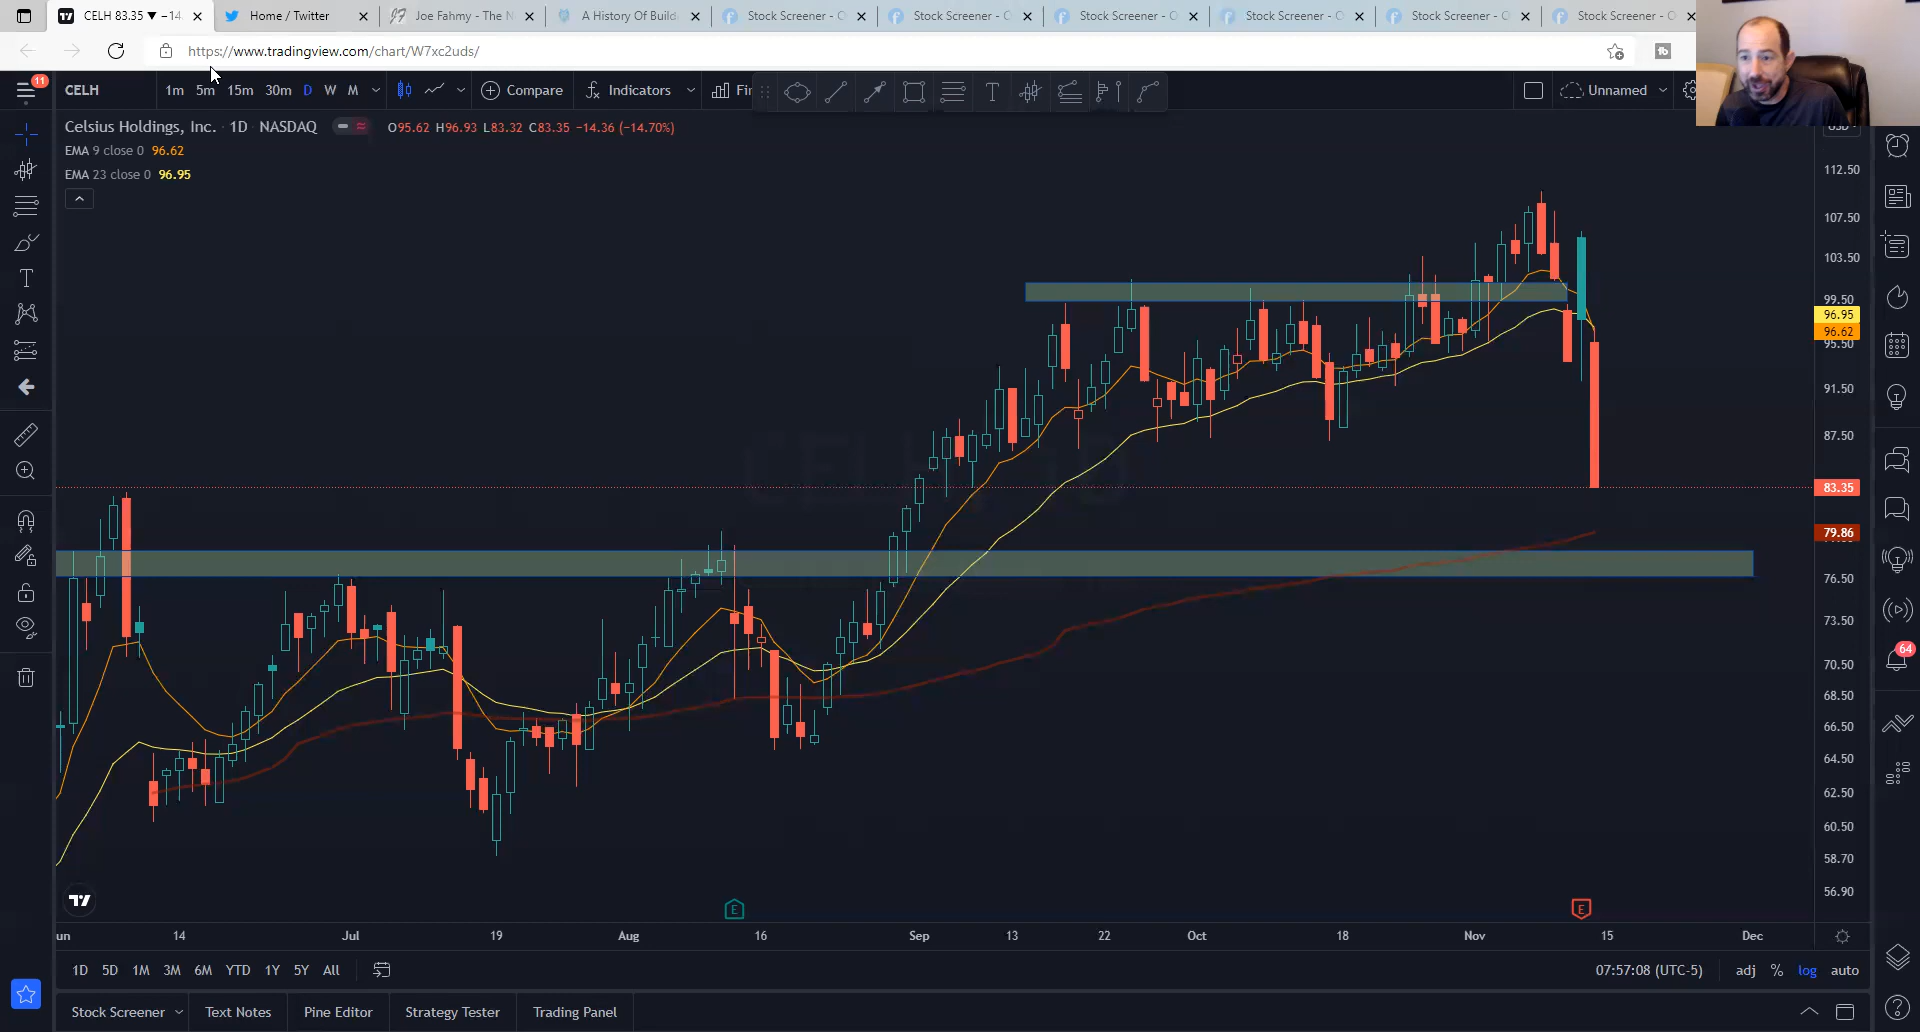 CELH 83.35 ▼ −14
Home / Twitter
Joe Fahmy - The N
A History Of Build
Stock Screener - O
Stock Screener - O
Stock Screener - O
Stock Screener - O
Stock Screener - O
Stock Screener - O
https://www.tradingview.com/chart/W7xc2uds/
11
CELH
1m 5m 15m 30m D W M
Compare
Indicators
Fi
Unnamed
Celsius Holdings, Inc. · 1D · NASDAQ
O95.62 H96.93 L83.32 C83.35 −14.36 (−14.70%)
EMA 9 close 0 96.62
EMA 23 close 0 96.95
112.50
107.50
103.50
99.50
96.95
96.62
95.50
91.50
87.50
83.35
79.86
76.50
73.50
70.50
68.50
66.50
64.50
62.50
60.50
58.70
56.90
64
E
E
un 14 Jul 19 Aug 16 Sep 13 22 Oct 18 Nov 15 Dec
1D 5D 1M 3M 6M YTD 1Y 5Y All
07:57:08 (UTC-5)
adj % log auto
Stock Screener
Text Notes
Pine Editor
Strategy Tester
Trading Panel